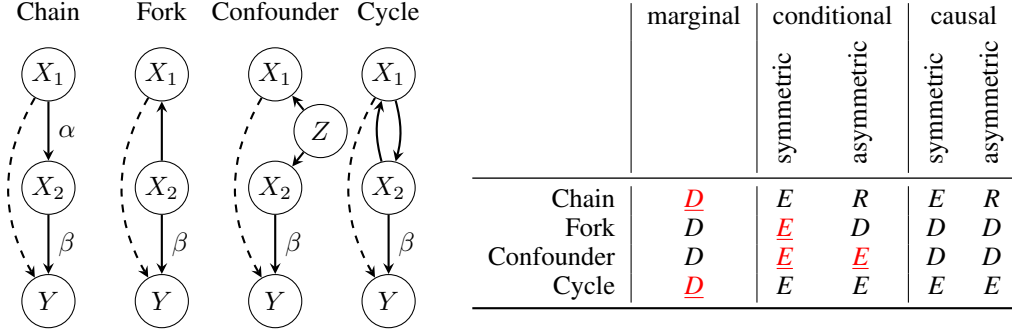 Chain Fork Confounder Cycle
X₁ X₁ X₁ X₁
α
Z
X₂ X₂ X₂ X₂
β β β β
Y Y Y Y
marginal conditional causal
symmetric asymmetric symmetric asymmetric
Chain D E R E R
Fork D E D D D
Confounder D E E D D
Cycle D E E E E